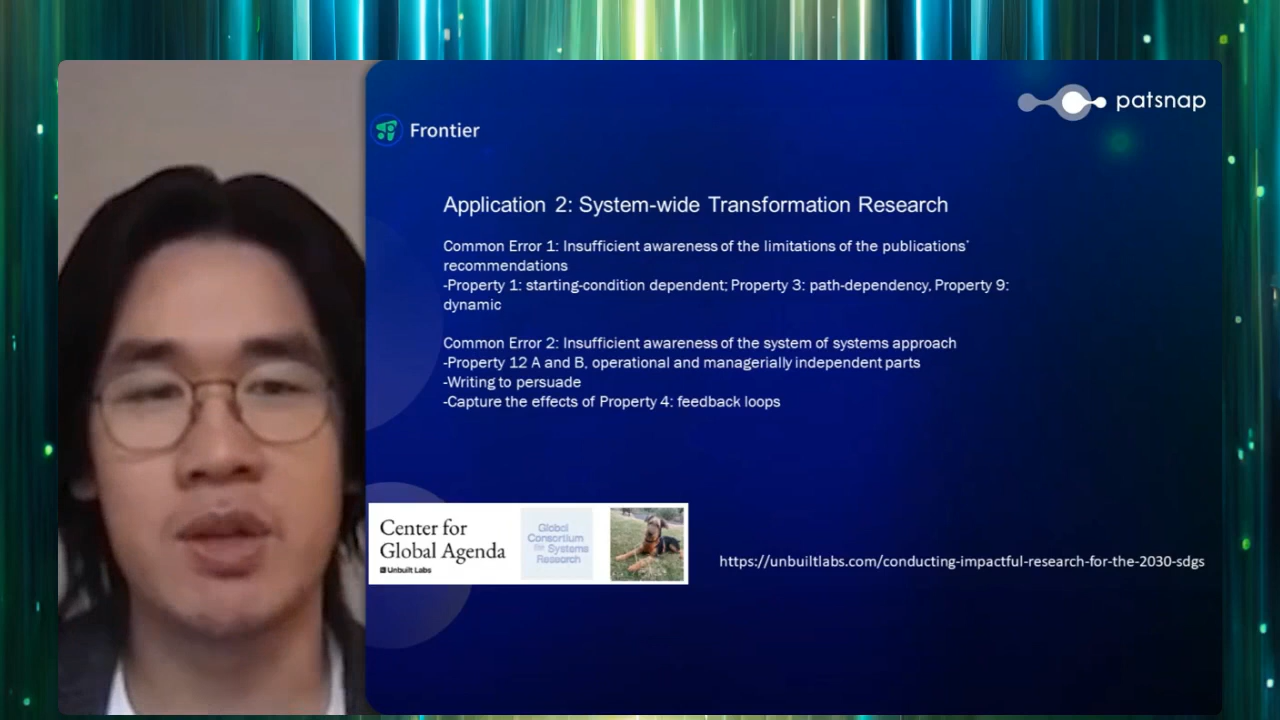 patsnap
Frontier
Application 2: System-wide Transformation Research
Common Error 1: Insufficient awareness of the limitations of the publications'
recommendations
-Property 1: starting-condition dependent; Property 3: path-dependency, Property 9:
dynamic
Common Error 2: Insufficient awareness of the system of systems approach
-Property 12 A and B, operational and managerially independent parts
-Writing to persuade
-Capture the effects of Property 4: feedback loops
Center for
Global Agenda
Unbuilt Labs
Global
Consortium
for Systems
Research
https://unbuiltlabs.com/conducting-impactful-research-for-the-2030-sdgs